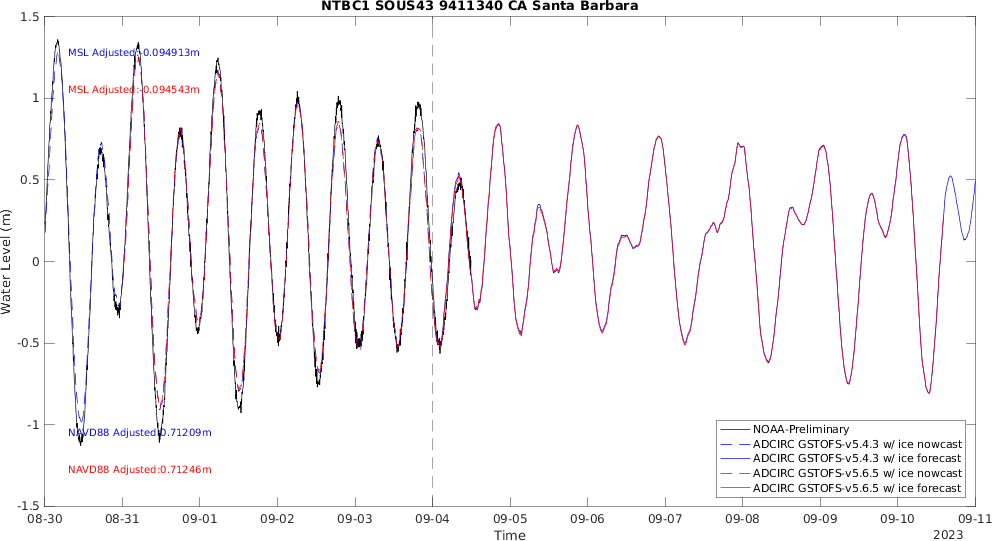 NTBC1 SOUS43 9411340 CA Santa Barbara
1.5
1
0.5
0
-0.5
-1
-1.5
Water Level (m)
MSL Adjusted:-0.094913m
MSL Adjusted:-0.094543m
NAVD88 Adjusted:0.71209m
NAVD88 Adjusted:0.71246m
NOAA-Preliminary
ADCIRC GSTOFS-v5.4.3 w/ ice nowcast
ADCIRC GSTOFS-v5.4.3 w/ ice forecast
ADCIRC GSTOFS-v5.6.5 w/ ice nowcast
ADCIRC GSTOFS-v5.6.5 w/ ice forecast
08-30 08-31 09-01 09-02 09-03 09-04 09-05 09-06 09-07 09-08 09-09 09-10 09-11
Time
2023